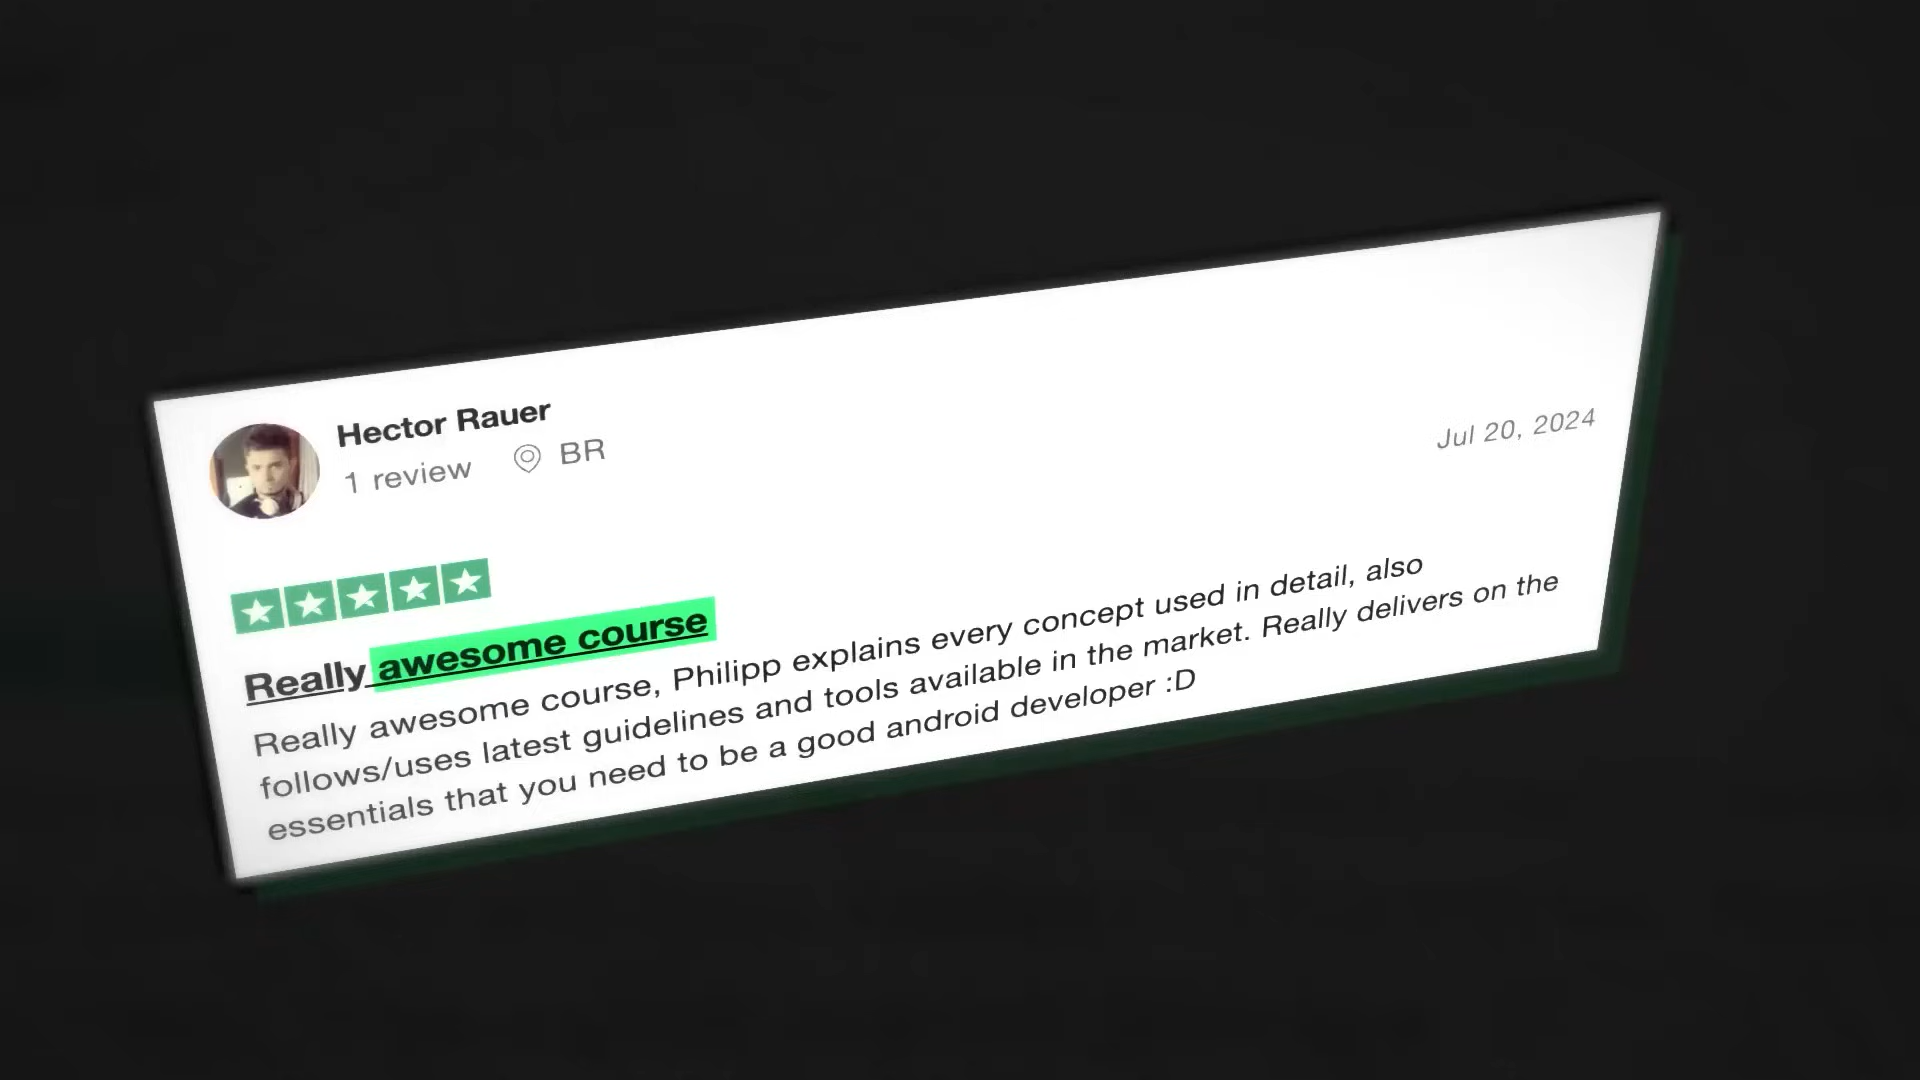 Hector Rauer
1 review BR
Jul 20, 2024
Really awesome course
Really awesome course, Philipp explains every concept used in detail, also
follows/uses latest guidelines and tools available in the market. Really delivers on the
essentials that you need to be a good android developer :D